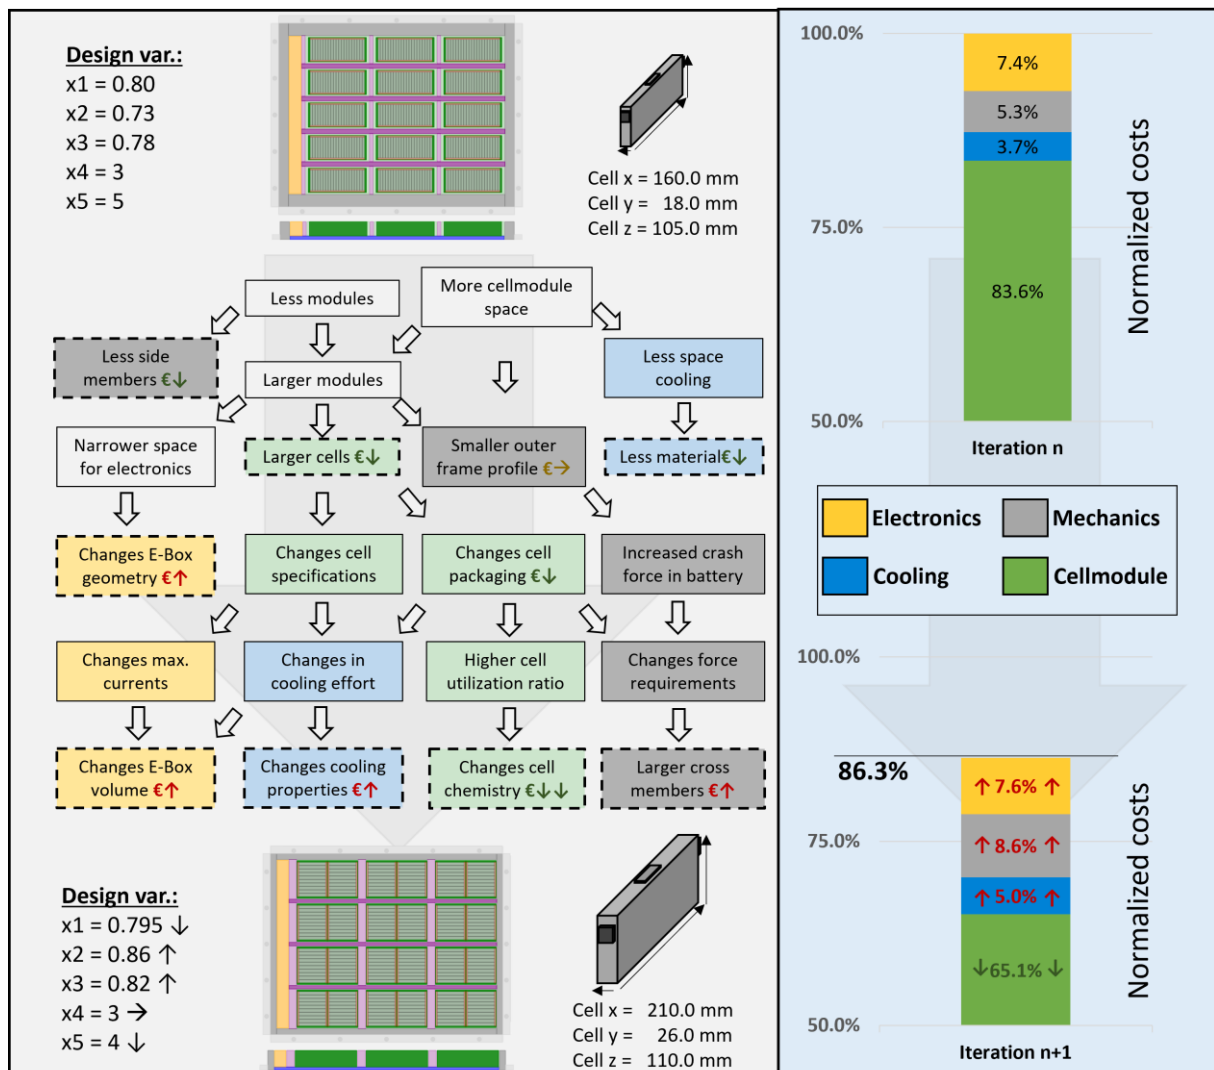 Design var.:
x1 = 0.80
x2 = 0.73
x3 = 0.78
x4 = 3
x5 = 5
Cell x = 160.0 mm
Cell y = 18.0 mm
Cell z = 105.0 mm
Less modules
More cellmodule
space
Less side
members €↓
Larger modules
Less space
cooling
Narrower space
for electronics
Larger cells €↓
Smaller outer
frame profile €→
Less material€↓
Changes E-Box
geometry €↑
Changes cell
specifications
Changes cell
packaging €↓
Increased crash
force in battery
Changes max.
currents
Changes in
cooling effort
Higher cell
utilization ratio
Changes force
requirements
Changes E-Box
volume €↑
Changes cooling
properties €↑
Changes cell
chemistry €↓↓
Larger cross
members €↑
Design var.:
x1 = 0.795 ↓
x2 = 0.86 ↑
x3 = 0.82 ↑
x4 = 3 →
x5 = 4 ↓
Cell x = 210.0 mm
Cell y = 26.0 mm
Cell z = 110.0 mm
100.0%
75.0%
50.0%
7.4%
5.3%
3.7%
83.6%
Normalized costs
Iteration n
Electronics
Mechanics
Cooling
Cellmodule
100.0%
86.3%
75.0%
50.0%
↑ 7.6% ↑
↑ 8.6% ↑
↑ 5.0% ↑
↓65.1% ↓
Normalized costs
Iteration n+1